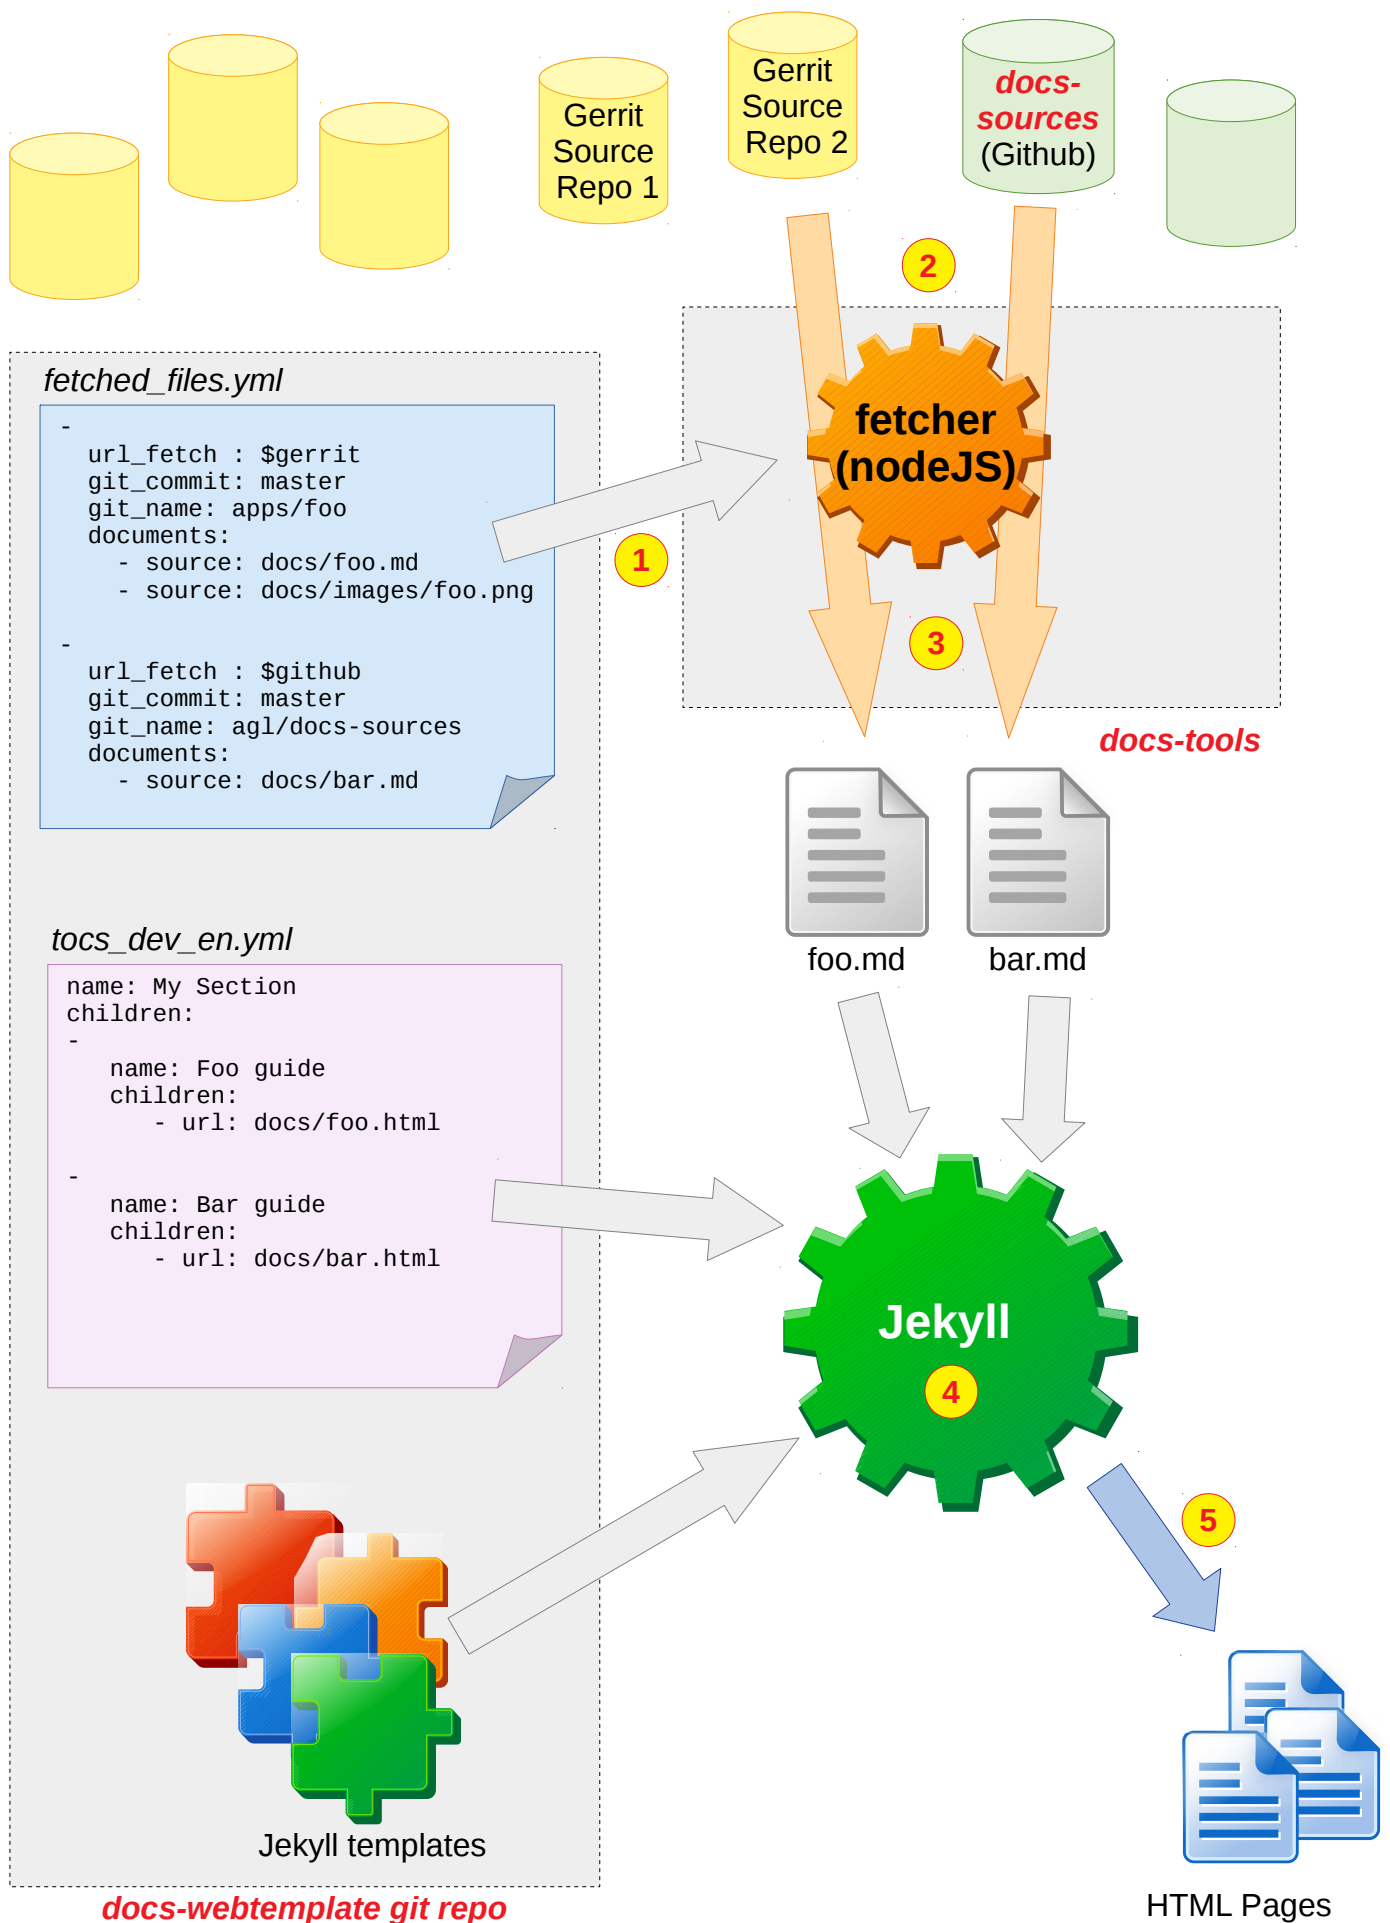 Gerrit
Source
Repo 1
Gerrit
Source
Repo 2
docs-
sources
(Github)
2
fetched_files.yml
-
  url_fetch : $gerrit
  git_commit: master
  git_name: apps/foo
  documents:
    - source: docs/foo.md
    - source: docs/images/foo.png
-
  url_fetch : $github
  git_commit: master
  git_name: agl/docs-sources
  documents:
    - source: docs/bar.md
1
fetcher
(nodeJS)
3
docs-tools
foo.md
bar.md
tocs_dev_en.yml
name: My Section
children:
-
   name: Foo guide
   children:
      - url: docs/foo.html
-
   name: Bar guide
   children:
      - url: docs/bar.html
Jekyll
4
5
Jekyll templates
docs-webtemplate git repo
HTML Pages